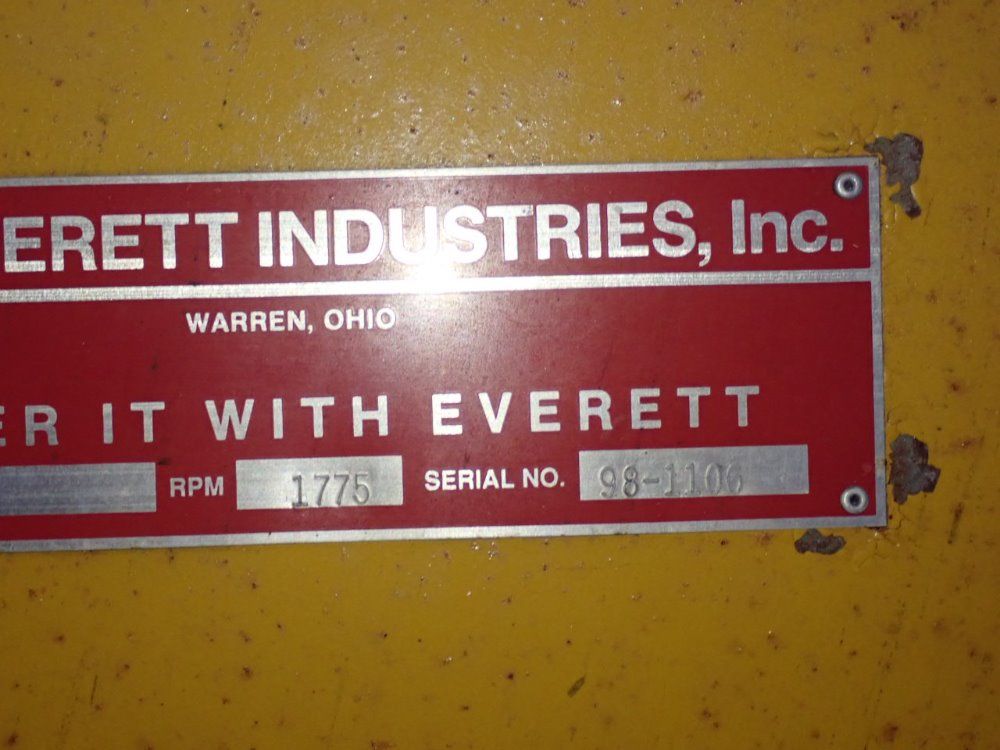 ERETT INDUSTRIES, Inc.
WARREN, OHIO
ER IT WITH EVERETT
RPM 1775 SERIAL NO. 98-1106